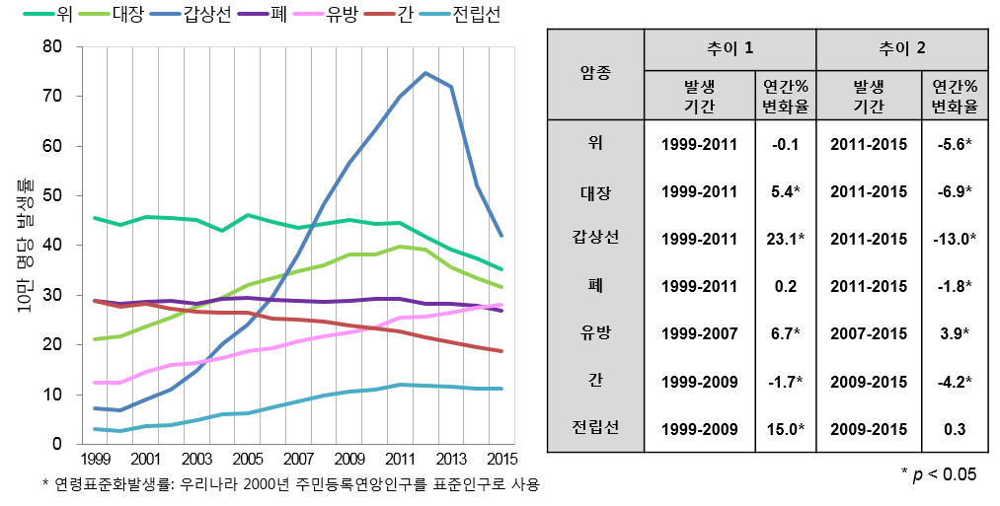 위 대장 갑상선 폐 유방 간 전립선
80
70
60
50
40
30
20
10
0
10만 명당 발생률
1999 2001 2003 2005 2007 2009 2011 2013 2015
* 연령표준화발생률: 우리나라 2000년 주민등록연앙인구를 표준인구로 사용
암종 추이 1 추이 2
발생 기간 연간% 변화율 발생 기간 연간% 변화율
위 1999-2011 -0.1 2011-2015 -5.6*
대장 1999-2011 5.4* 2011-2015 -6.9*
갑상선 1999-2011 23.1* 2011-2015 -13.0*
폐 1999-2011 0.2 2011-2015 -1.8*
유방 1999-2007 6.7* 2007-2015 3.9*
간 1999-2009 -1.7* 2009-2015 -4.2*
전립선 1999-2009 15.0* 2009-2015 0.3
* p < 0.05